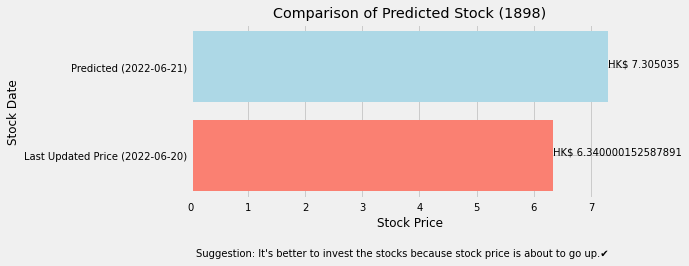 Comparison of Predicted Stock (1898)
Stock Date
Predicted (2022-06-21)
HK$ 7.305035
Last Updated Price (2022-06-20)
HK$ 6.340000152587891
0 1 2 3 4 5 6 7
Stock Price
Suggestion: It's better to invest the stocks because stock price is about to go up.✔